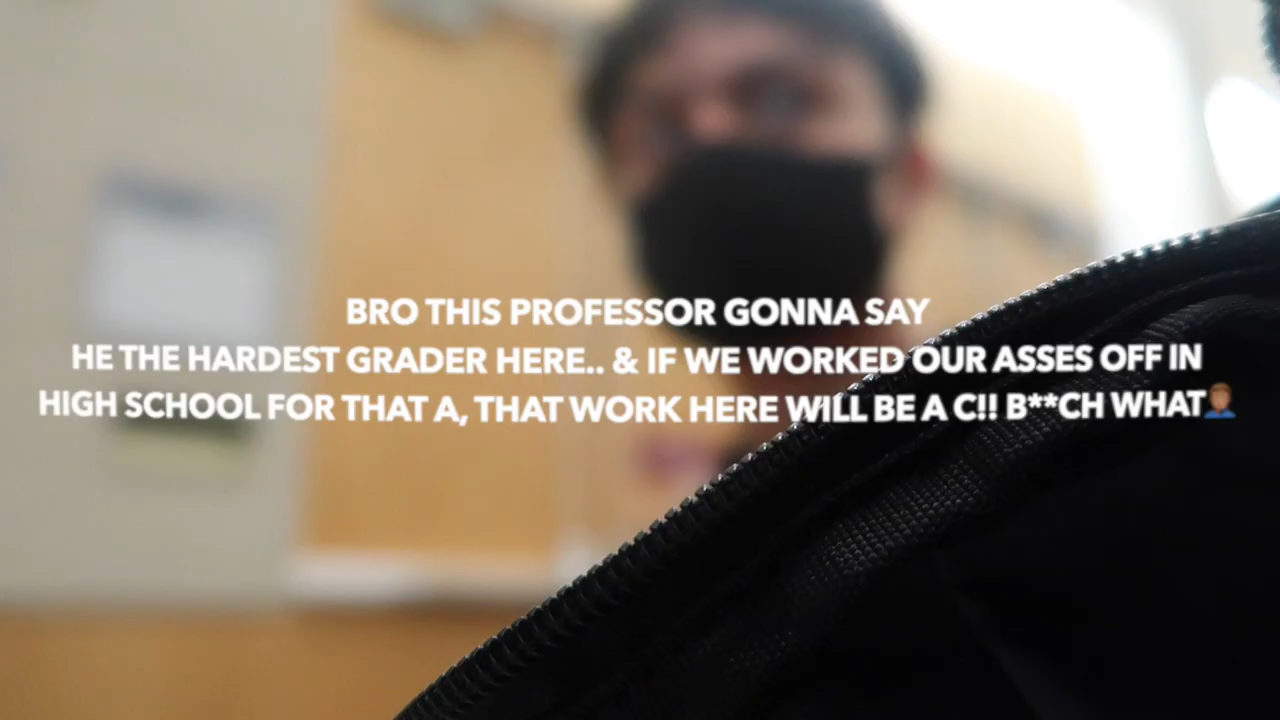 BRO THIS PROFESSOR GONNA SAY
HE THE HARDEST GRADER HERE.. & IF WE WORKED OUR ASSES OFF IN
HIGH SCHOOL FOR THAT A, THAT WORK HERE WILL BE A C!! B**CH WHAT🤦🏽‍♂️